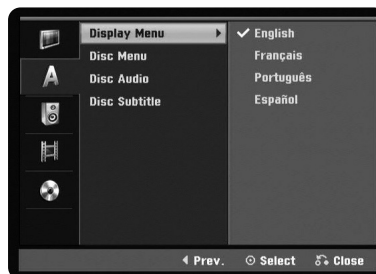 Display Menu
Disc Menu
Disc Audio
Disc Subtitle
English
Français
Português
Español
A
Prev.
Select
Close